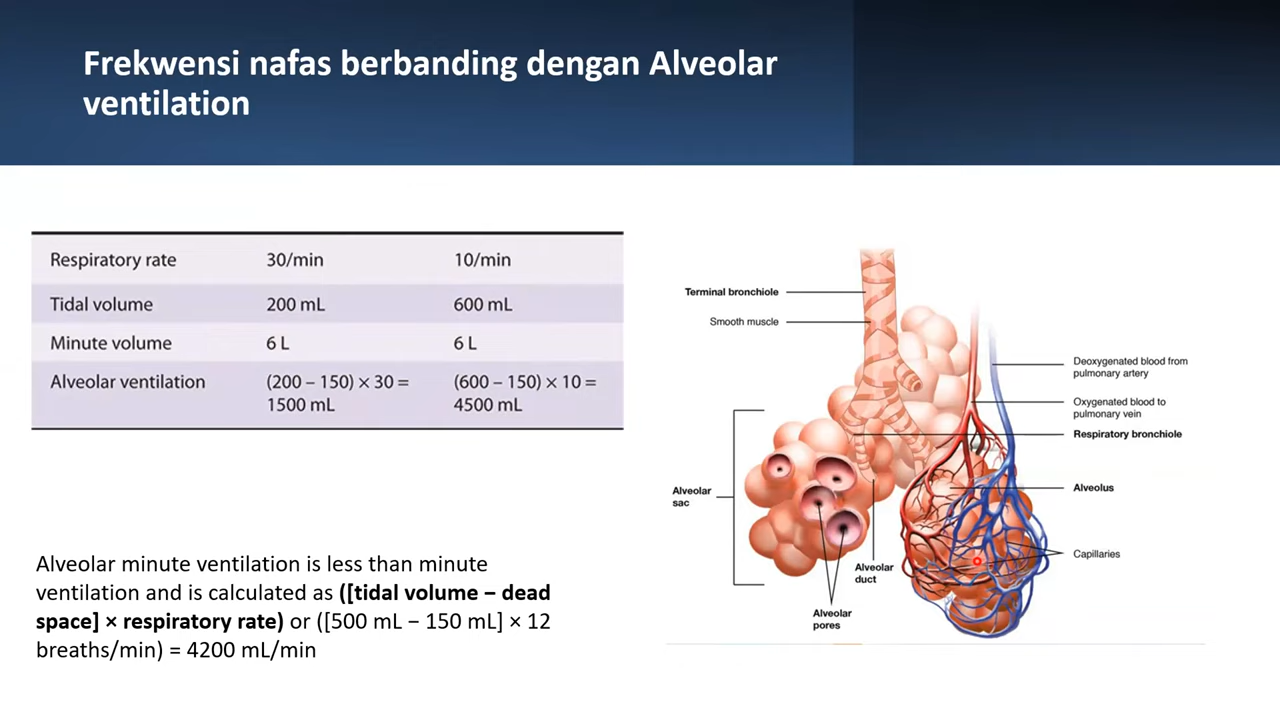 Frekwensi nafas berbanding dengan Alveolar
ventilation
Respiratory rate 30/min 10/min
Tidal volume 200 mL 600 mL
Minute volume 6 L 6 L
Alveolar ventilation (200 – 150) × 30 = (600 – 150) × 10 =
1500 mL 4500 mL
Alveolar minute ventilation is less than minute
ventilation and is calculated as ([tidal volume − dead
space] × respiratory rate) or ([500 mL − 150 mL] × 12
breaths/min) = 4200 mL/min
Terminal bronchiole
Smooth muscle
Alveolar
sac
Alveolar
pores
Alveolar
duct
Deoxygenated blood from
pulmonary artery
Oxygenated blood to
pulmonary vein
Respiratory bronchiole
Alveolus
Capillaries